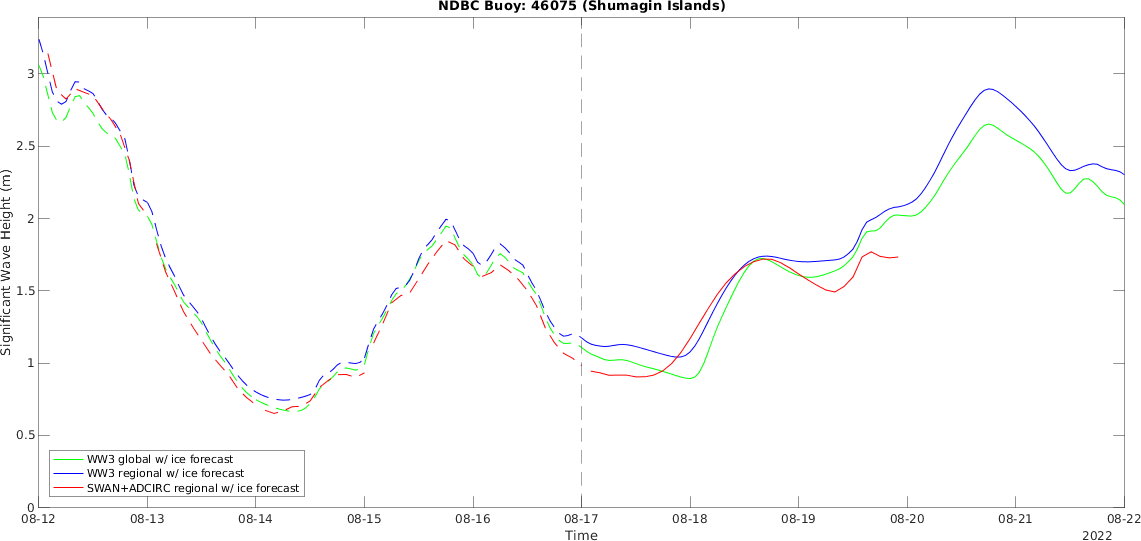 NDBC Buoy: 46075 (Shumagin Islands)
Significant Wave Height (m)
3
2.5
2
1.5
1
0.5
0
WW3 global w/ ice forecast
WW3 regional w/ ice forecast
SWAN+ADCIRC regional w/ ice forecast
08-12 08-13 08-14 08-15 08-16 08-17 08-18 08-19 08-20 08-21 08-22
Time
2022